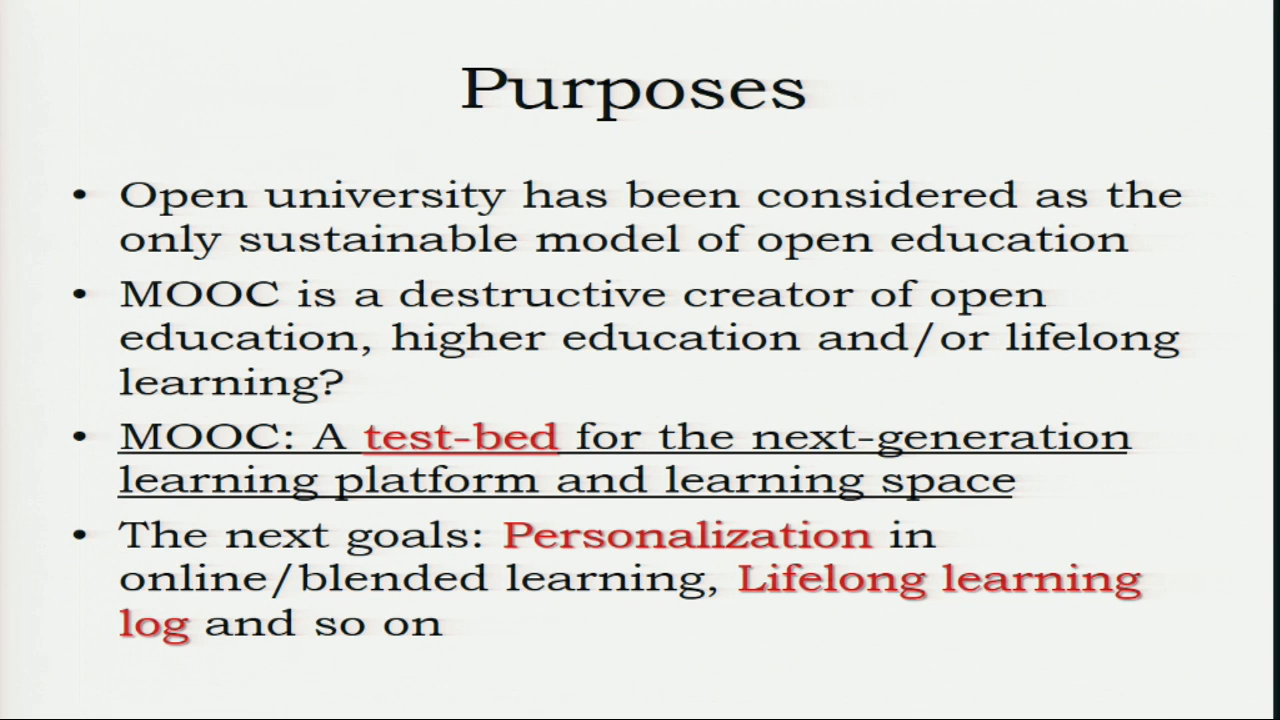 Purposes
• Open university has been considered as the
only sustainable model of open education
• MOOC is a destructive creator of open
education, higher education and/or lifelong
learning?
• MOOC: A test-bed for the next-generation
learning platform and learning space
• The next goals: Personalization in
online/blended learning, Lifelong learning
log and so on